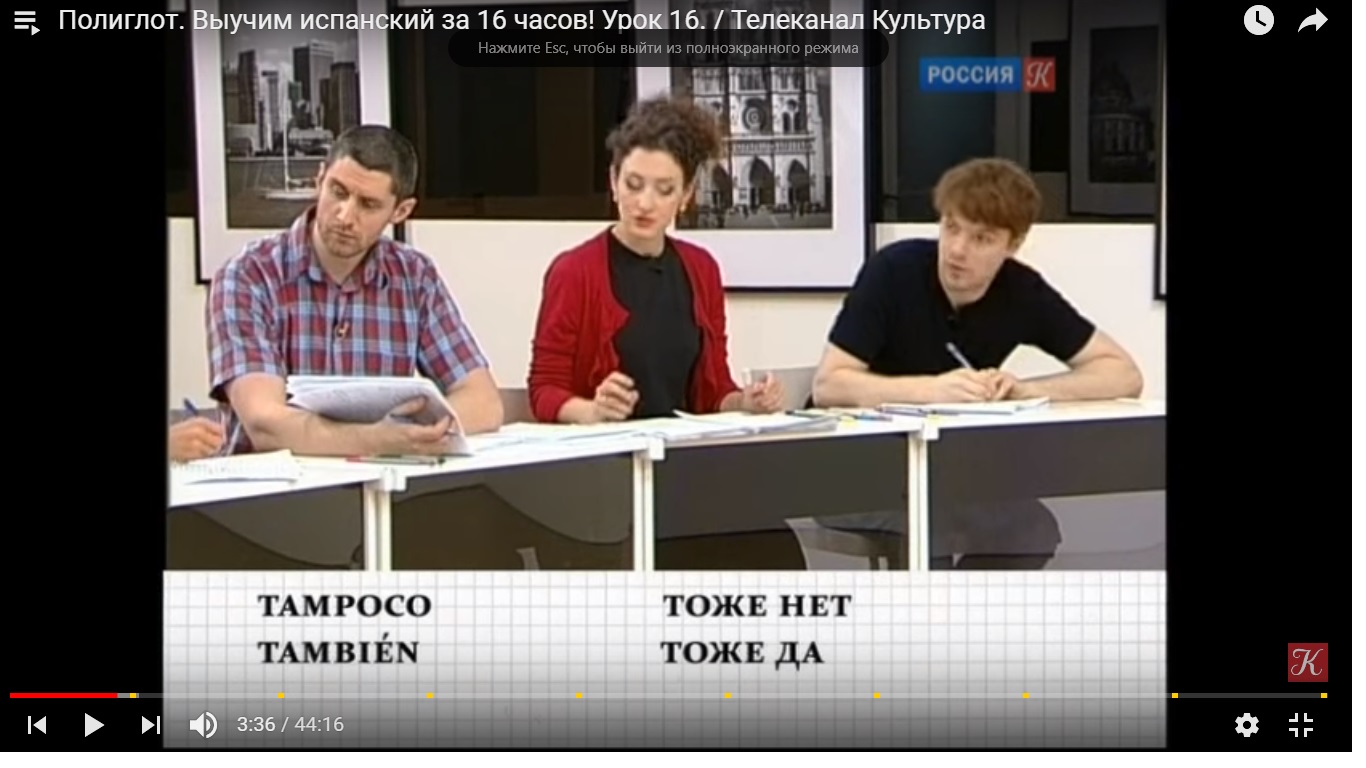 Полиглот. Выучим испанский за 16 часов! Урок 16. / Телеканал Культура
Нажмите Esc, чтобы выйти из полноэкранного режима
РОССИЯ К
TAMPOCO ТОЖЕ НЕТ
TAMBIÉN ТОЖЕ ДА
К
3:36 / 44:16